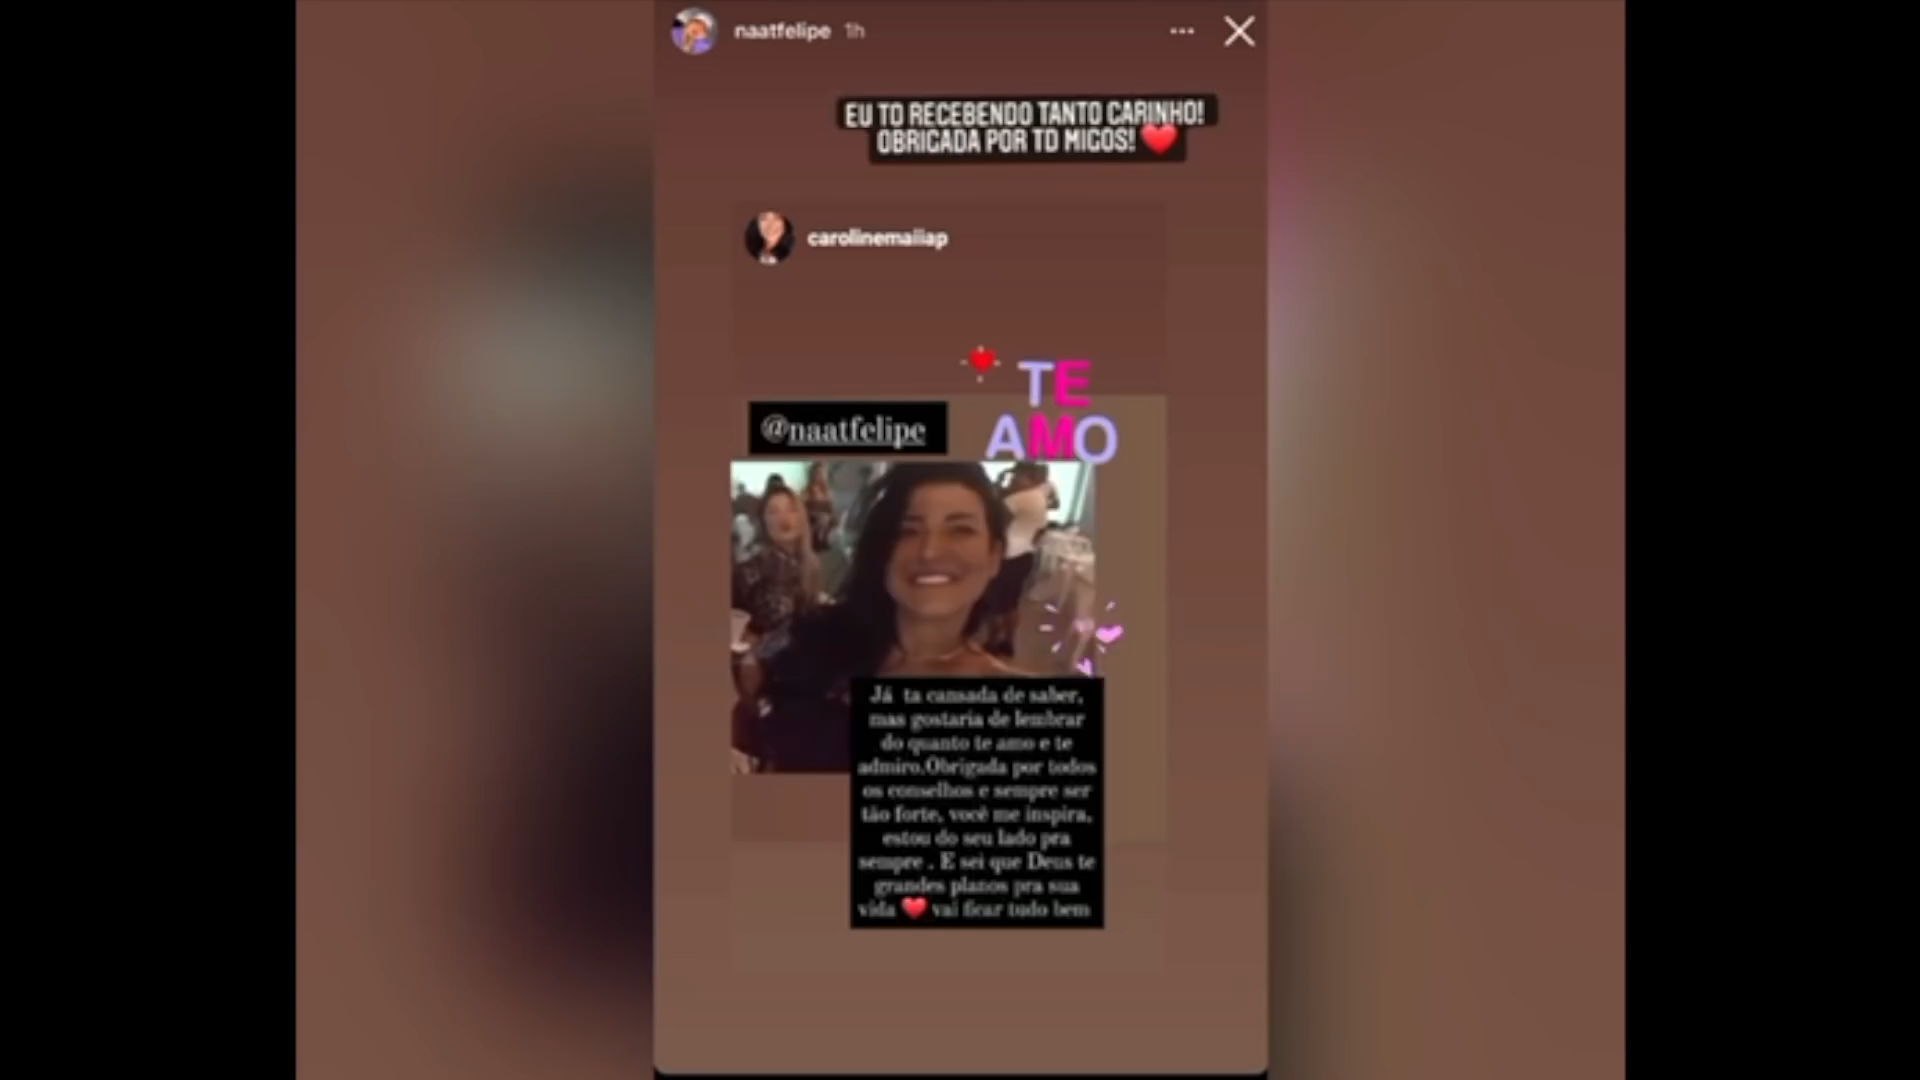 naatfelipe 1h
EU TO RECEBENDO TANTO CARINHO!
OBRIGADA POR TD MIGOS!
carolinemaiiap
TE
AMO
@naatfelipe
Já ta cansada de saber,
mas gostaria de lembrar
do quanto te amo e te
admiro.Obrigada por todos
os conselhos e sempre ser
tão forte, você me inspira,
estou do seu lado pra
sempre . E sei que Deus te
grandes planos pra sua
vida ❤️ vai ficar tudo bem